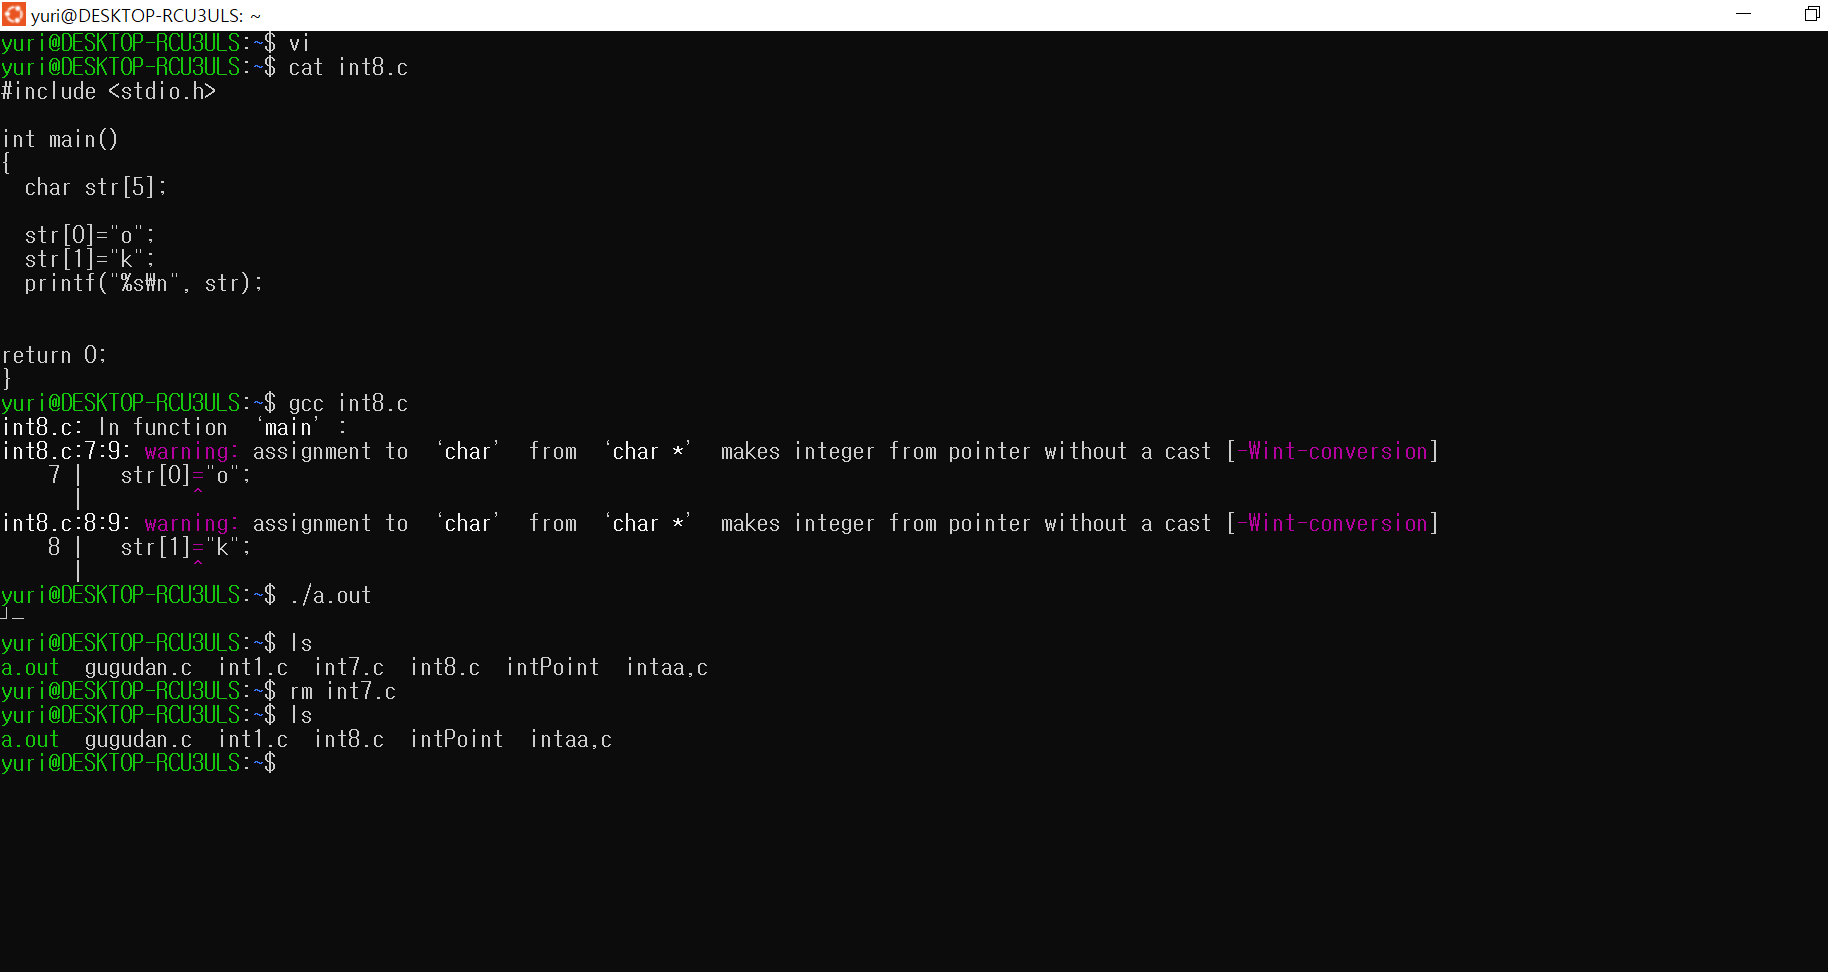 yuri@DESKTOP-RCU3ULS: ~
yuri@DESKTOP-RCU3ULS:~$ vi
yuri@DESKTOP-RCU3ULS:~$ cat int8.c
#include <stdio.h>
int main()
{
  char str[5];
  str[0]="o";
  str[1]="k";
  printf("%s₩n", str);
return 0;
}
yuri@DESKTOP-RCU3ULS:~$ gcc int8.c
int8.c: In function ‘main’:
int8.c:7:9: warning: assignment to ‘char’ from ‘char *’ makes integer from pointer without a cast [-Wint-conversion]
    7 |   str[0]="o";
      |         ^
int8.c:8:9: warning: assignment to ‘char’ from ‘char *’ makes integer from pointer without a cast [-Wint-conversion]
    8 |   str[1]="k";
      |         ^
yuri@DESKTOP-RCU3ULS:~$ ./a.out
yuri@DESKTOP-RCU3ULS:~$ ls
a.out  gugudan.c  int1.c  int7.c  int8.c  intPoint  intaa,c
yuri@DESKTOP-RCU3ULS:~$ rm int7.c
yuri@DESKTOP-RCU3ULS:~$ ls
a.out  gugudan.c  int1.c  int8.c  intPoint  intaa,c
yuri@DESKTOP-RCU3ULS:~$